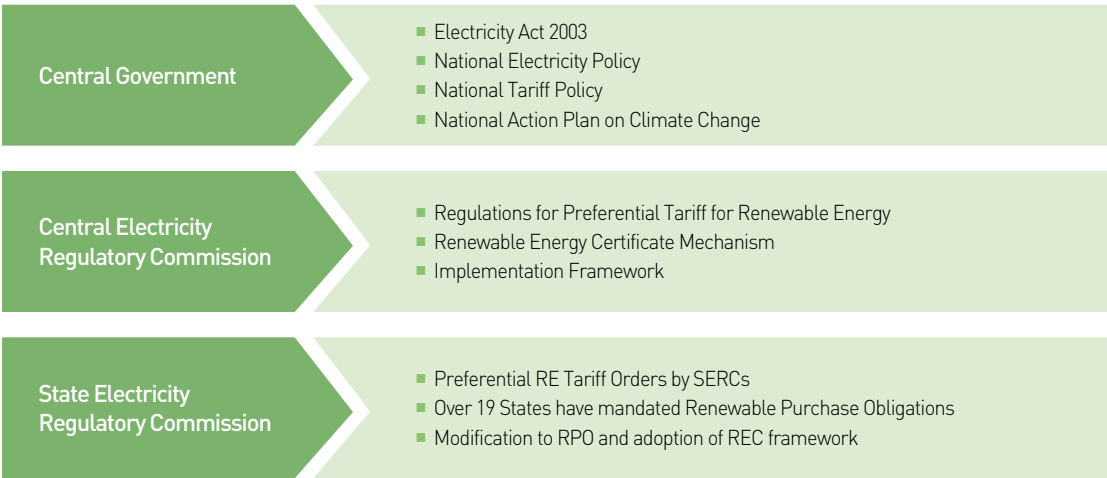 Central Government
■ Electricity Act 2003
■ National Electricity Policy
■ National Tariff Policy
■ National Action Plan on Climate Change
Central Electricity
Regulatory Commission
■ Regulations for Preferential Tariff for Renewable Energy
■ Renewable Energy Certificate Mechanism
■ Implementation Framework
State Electricity
Regulatory Commission
■ Preferential RE Tariff Orders by SERCs
■ Over 19 States have mandated Renewable Purchase Obligations
■ Modification to RPO and adoption of REC framework